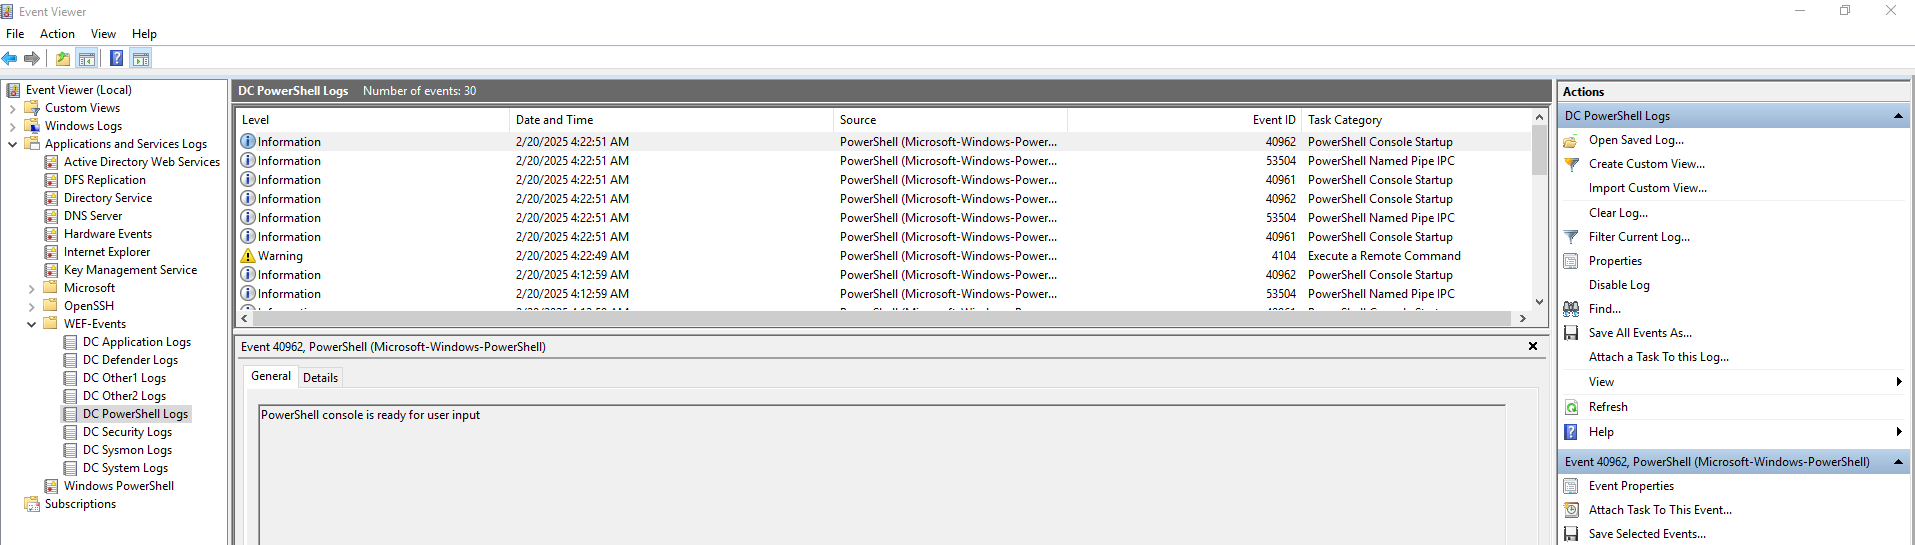 Event Viewer
File Action View Help
Event Viewer (Local)
Custom Views
Windows Logs
Applications and Services Logs
Active Directory Web Services
DFS Replication
Directory Service
DNS Server
Hardware Events
Internet Explorer
Key Management Service
Microsoft
OpenSSH
WEF-Events
DC Application Logs
DC Defender Logs
DC Other1 Logs
DC Other2 Logs
DC PowerShell Logs
DC Security Logs
DC Sysmon Logs
DC System Logs
Windows PowerShell
Subscriptions
DC PowerShell Logs Number of events: 30
Level Date and Time Source Event ID Task Category
Information 2/20/2025 4:22:51 AM PowerShell (Microsoft-Windows-Power... 40962 PowerShell Console Startup
Information 2/20/2025 4:22:51 AM PowerShell (Microsoft-Windows-Power... 53504 PowerShell Named Pipe IPC
Information 2/20/2025 4:22:51 AM PowerShell (Microsoft-Windows-Power... 40961 PowerShell Console Startup
Information 2/20/2025 4:22:51 AM PowerShell (Microsoft-Windows-Power... 40962 PowerShell Console Startup
Information 2/20/2025 4:22:51 AM PowerShell (Microsoft-Windows-Power... 53504 PowerShell Named Pipe IPC
Information 2/20/2025 4:22:51 AM PowerShell (Microsoft-Windows-Power... 40961 PowerShell Console Startup
Warning 2/20/2025 4:22:49 AM PowerShell (Microsoft-Windows-Power... 4104 Execute a Remote Command
Information 2/20/2025 4:12:59 AM PowerShell (Microsoft-Windows-Power... 40962 PowerShell Console Startup
Information 2/20/2025 4:12:59 AM PowerShell (Microsoft-Windows-Power... 53504 PowerShell Named Pipe IPC
Event 40962, PowerShell (Microsoft-Windows-PowerShell)
General Details
PowerShell console is ready for user input
Actions
DC PowerShell Logs
Open Saved Log...
Create Custom View...
Import Custom View...
Clear Log...
Filter Current Log...
Properties
Disable Log
Find...
Save All Events As...
Attach a Task To this Log...
View
Refresh
Help
Event 40962, PowerShell (Microsoft-Windows-PowerShell)
Event Properties
Attach Task To This Event...
Save Selected Events...